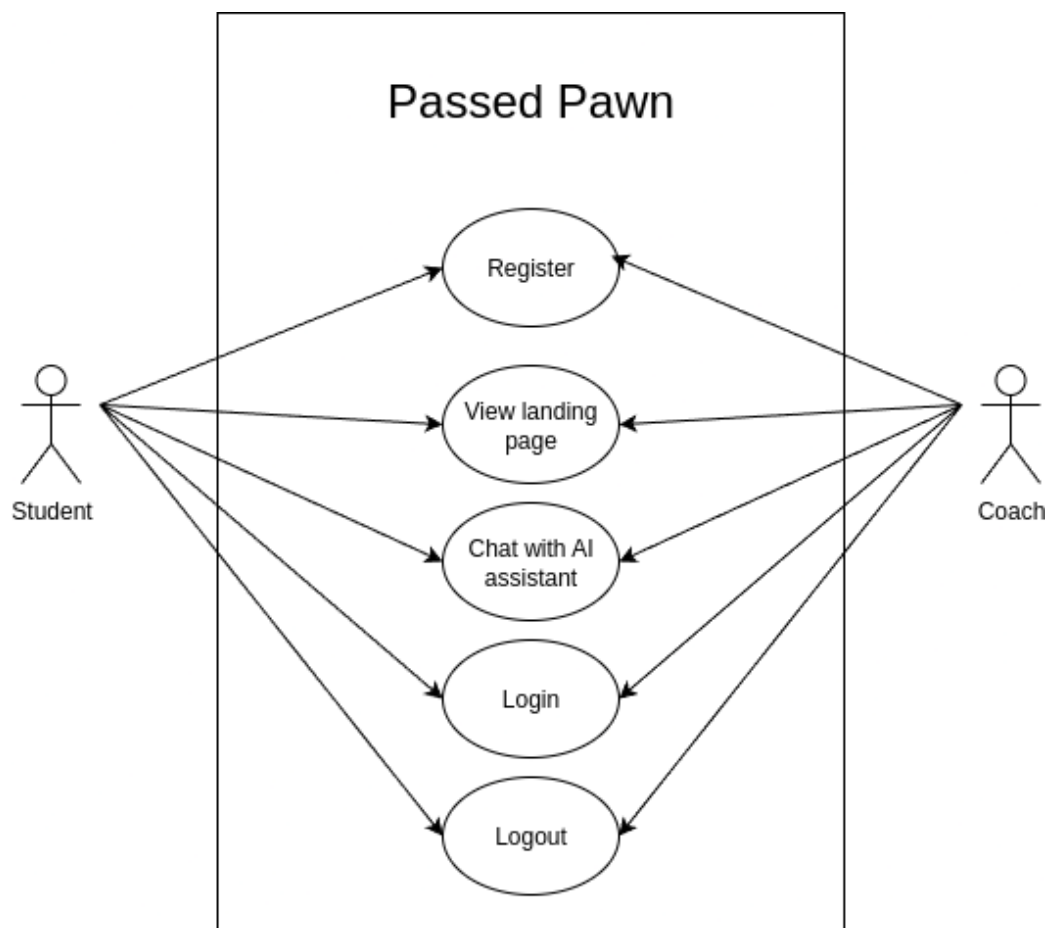 Passed Pawn
Register
View landing
page
Student
Coach
Chat with AI
assistant
Login
Logout